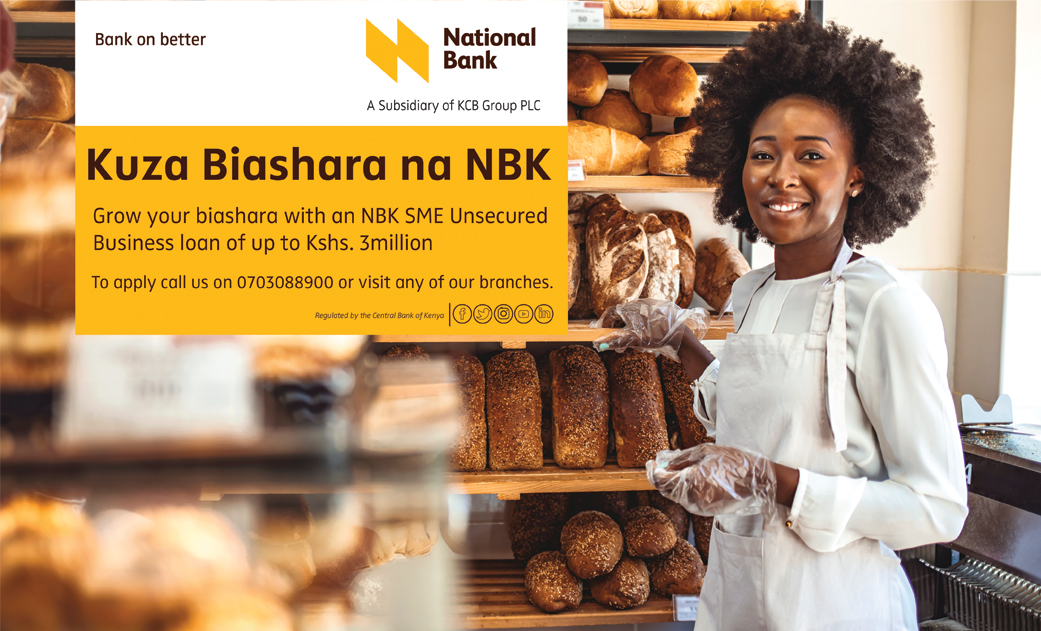 Bank on better
National
Bank
A Subsidiary of KCB Group PLC
Kuza Biashara na NBK
Grow your biashara with an NBK SME Unsecured
Business loan of up to Kshs. 3million
To apply call us on 0703088900 or visit any of our branches.
Regulated by the Central Bank of Kenya